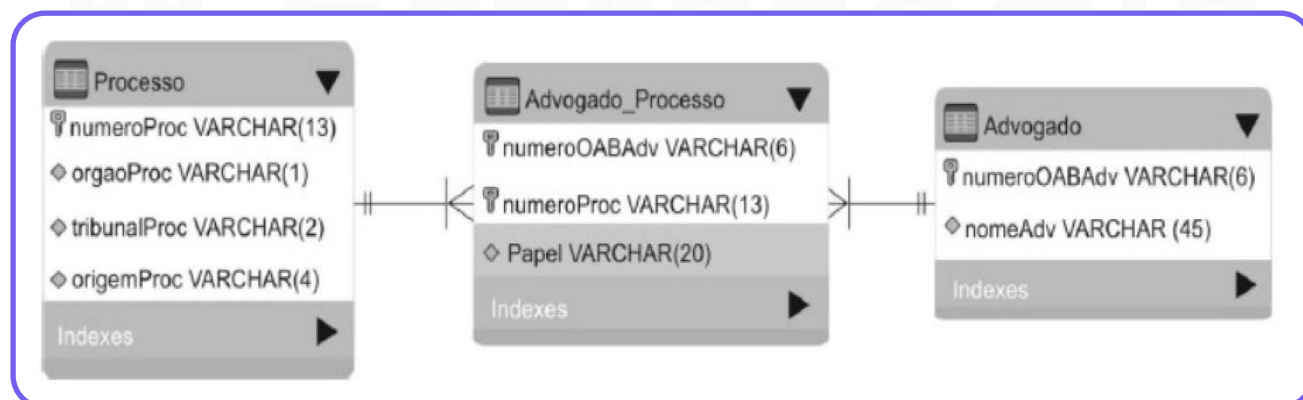 Processo
numeroProc VARCHAR(13)
orgaoProc VARCHAR(1)
tribunalProc VARCHAR(2)
origemProc VARCHAR(4)
Indexes
Advogado_Processo
numeroOABAdv VARCHAR(6)
numeroProc VARCHAR(13)
Papel VARCHAR(20)
Indexes
Advogado
numeroOABAdv VARCHAR(6)
nomeAdv VARCHAR (45)
Indexes